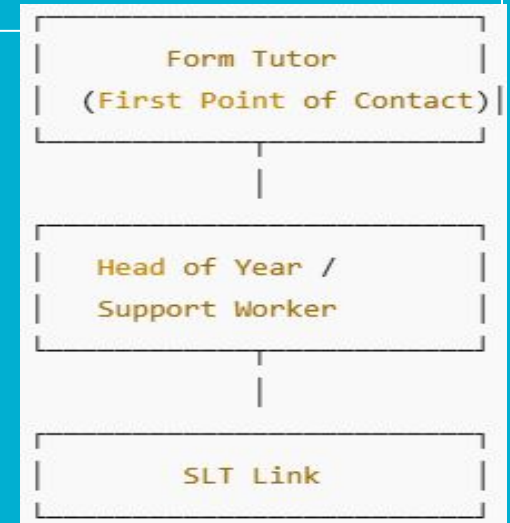 Form Tutor
(First Point of Contact)
Head of Year /
Support Worker
SLT Link